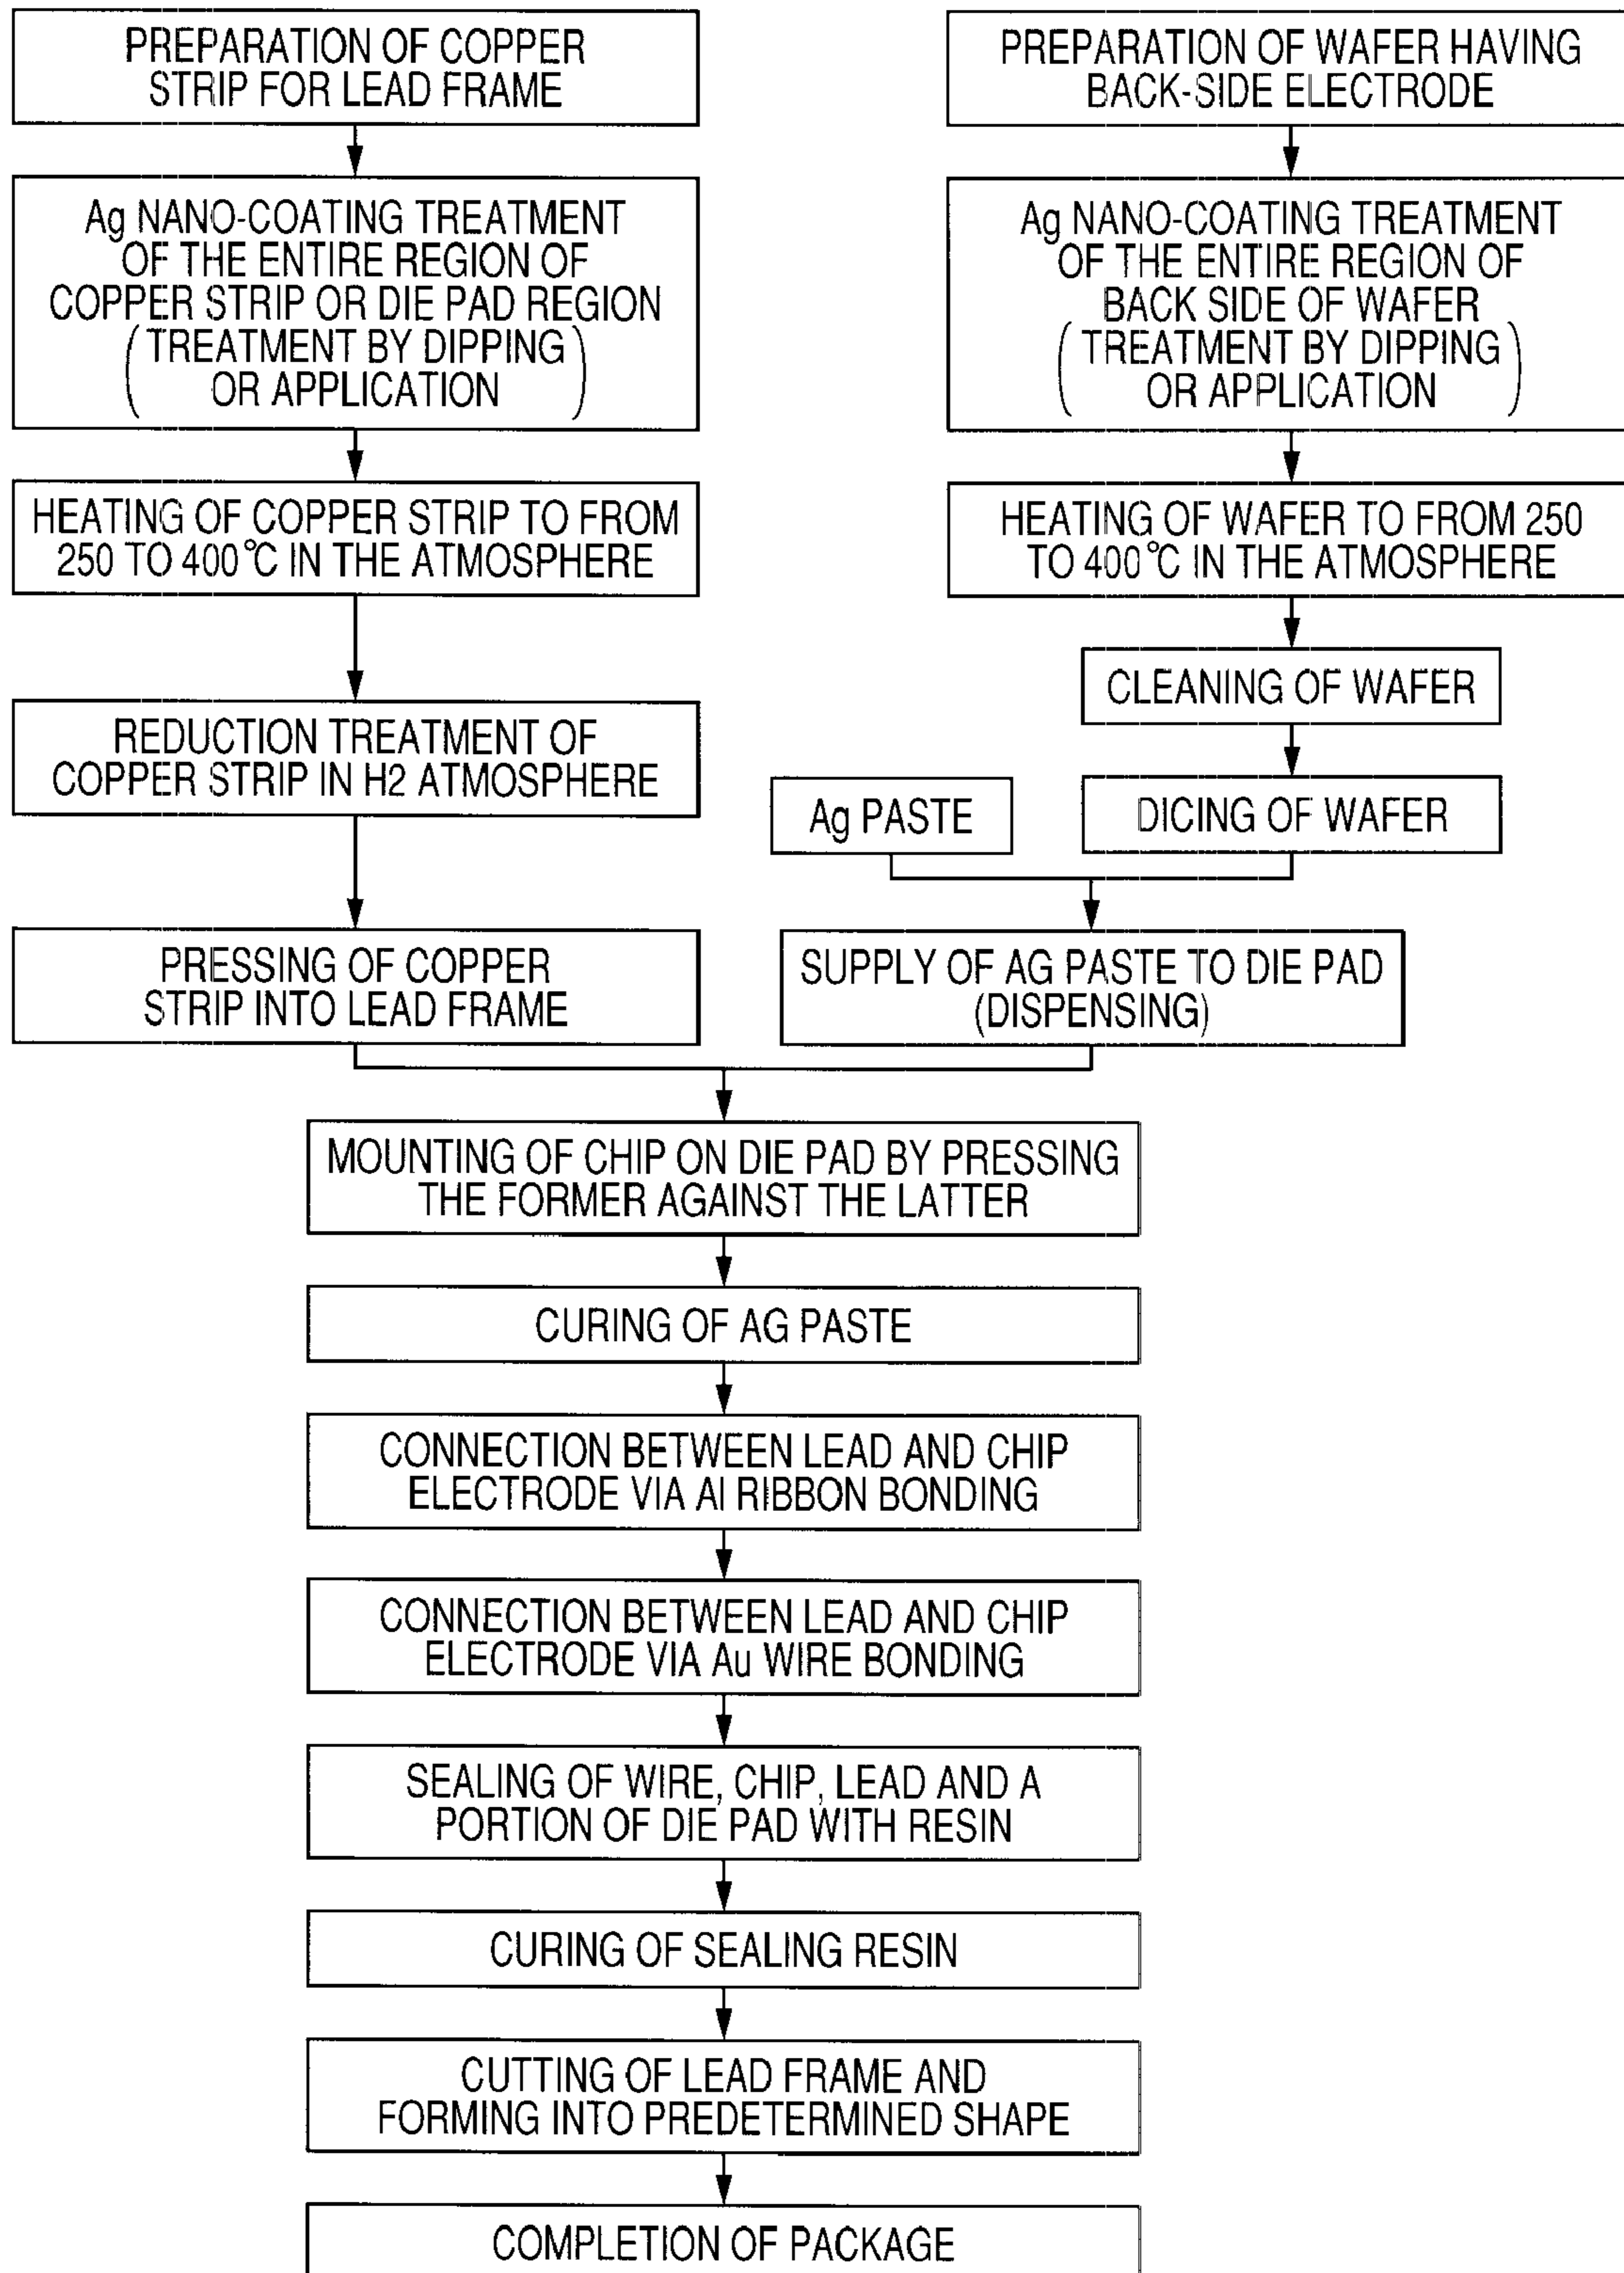 PREPARATION OF COPPER
STRIP FOR LEAD FRAME
Ag NANO-COATING TREATMENT
OF THE ENTIRE REGION OF
COPPER STRIP OR DIE PAD REGION
(TREATMENT BY DIPPING
OR APPLICATION)
HEATING OF COPPER STRIP TO FROM
250 TO 400°C IN THE ATMOSPHERE
REDUCTION TREATMENT OF
COPPER STRIP IN H2 ATMOSPHERE
PRESSING OF COPPER
STRIP INTO LEAD FRAME
PREPARATION OF WAFER HAVING
BACK-SIDE ELECTRODE
Ag NANO-COATING TREATMENT
OF THE ENTIRE REGION OF
BACK SIDE OF WAFER
(TREATMENT BY DIPPING
OR APPLICATION)
HEATING OF WAFER TO FROM 250
TO 400°C IN THE ATMOSPHERE
CLEANING OF WAFER
Ag PASTE
DICING OF WAFER
SUPPLY OF AG PASTE TO DIE PAD
(DISPENSING)
MOUNTING OF CHIP ON DIE PAD BY PRESSING
THE FORMER AGAINST THE LATTER
CURING OF AG PASTE
CONNECTION BETWEEN LEAD AND CHIP
ELECTRODE VIA Al RIBBON BONDING
CONNECTION BETWEEN LEAD AND CHIP
ELECTRODE VIA Au WIRE BONDING
SEALING OF WIRE, CHIP, LEAD AND A
PORTION OF DIE PAD WITH RESIN
CURING OF SEALING RESIN
CUTTING OF LEAD FRAME AND
FORMING INTO PREDETERMINED SHAPE
COMPLETION OF PACKAGE